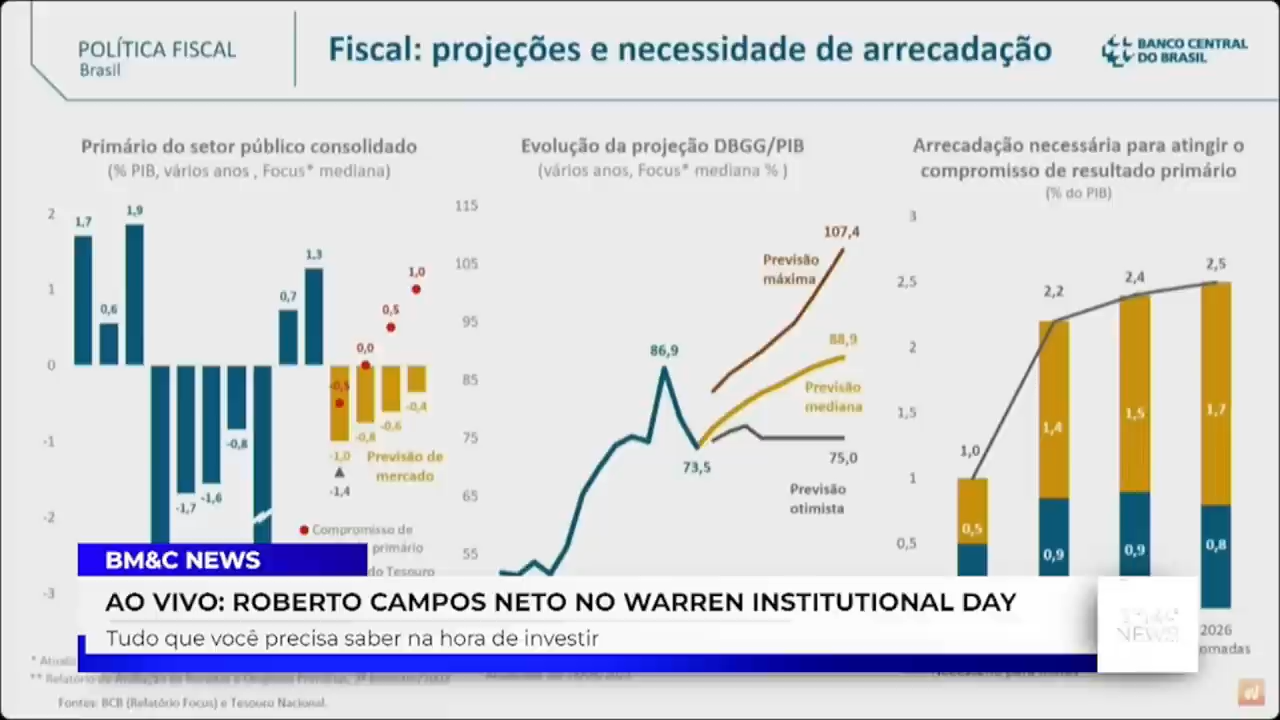 POLÍTICA FISCAL
Brasil
Fiscal: projeções e necessidade de arrecadação
BANCO CENTRAL
DO BRASIL
Primário do setor público consolidado
(% PIB, vários anos , Focus* mediana)
2
1
0
-1
-2
-3
1,7
0,6
1,9
-1,7
-1,6
-0,8
0,7
1,3
-0,5
0,0
0,5
1,0
-1,0
-0,8
-0,6
-0,4
-1,4
Previsão de
mercado
Compromisso de
primário
do Tesouro
Evolução da projeção DBGG/PIB
(vários anos, Focus* mediana % )
115
105
95
85
75
65
55
86,9
73,5
107,4
Previsão
máxima
88,9
Previsão
mediana
75,0
Previsão
otimista
Arrecadação necessária para atingir o
compromisso de resultado primário
(% do PIB)
3
2,5
2
1,5
1
0,5
1,0
2,2
2,4
2,5
0,5
1,4
1,5
1,7
0,9
0,9
0,8
2026
BM&C NEWS
AO VIVO: ROBERTO CAMPOS NETO NO WARREN INSTITUTIONAL DAY
Tudo que você precisa saber na hora de investir
BM&C
NEWS
Fontes: BCB (Relatório Focus) e Tesouro Nacional.